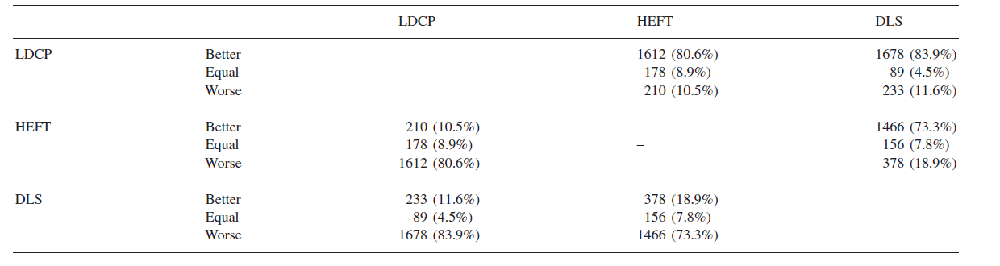 LDCP HEFT DLS
LDCP Better 1612 (80.6%) 1678 (83.9%)
Equal – 178 (8.9%) 89 (4.5%)
Worse 210 (10.5%) 233 (11.6%)
HEFT Better 210 (10.5%) 1466 (73.3%)
Equal 178 (8.9%) – 156 (7.8%)
Worse 1612 (80.6%) 378 (18.9%)
DLS Better 233 (11.6%) 378 (18.9%)
Equal 89 (4.5%) 156 (7.8%) –
Worse 1678 (83.9%) 1466 (73.3%)